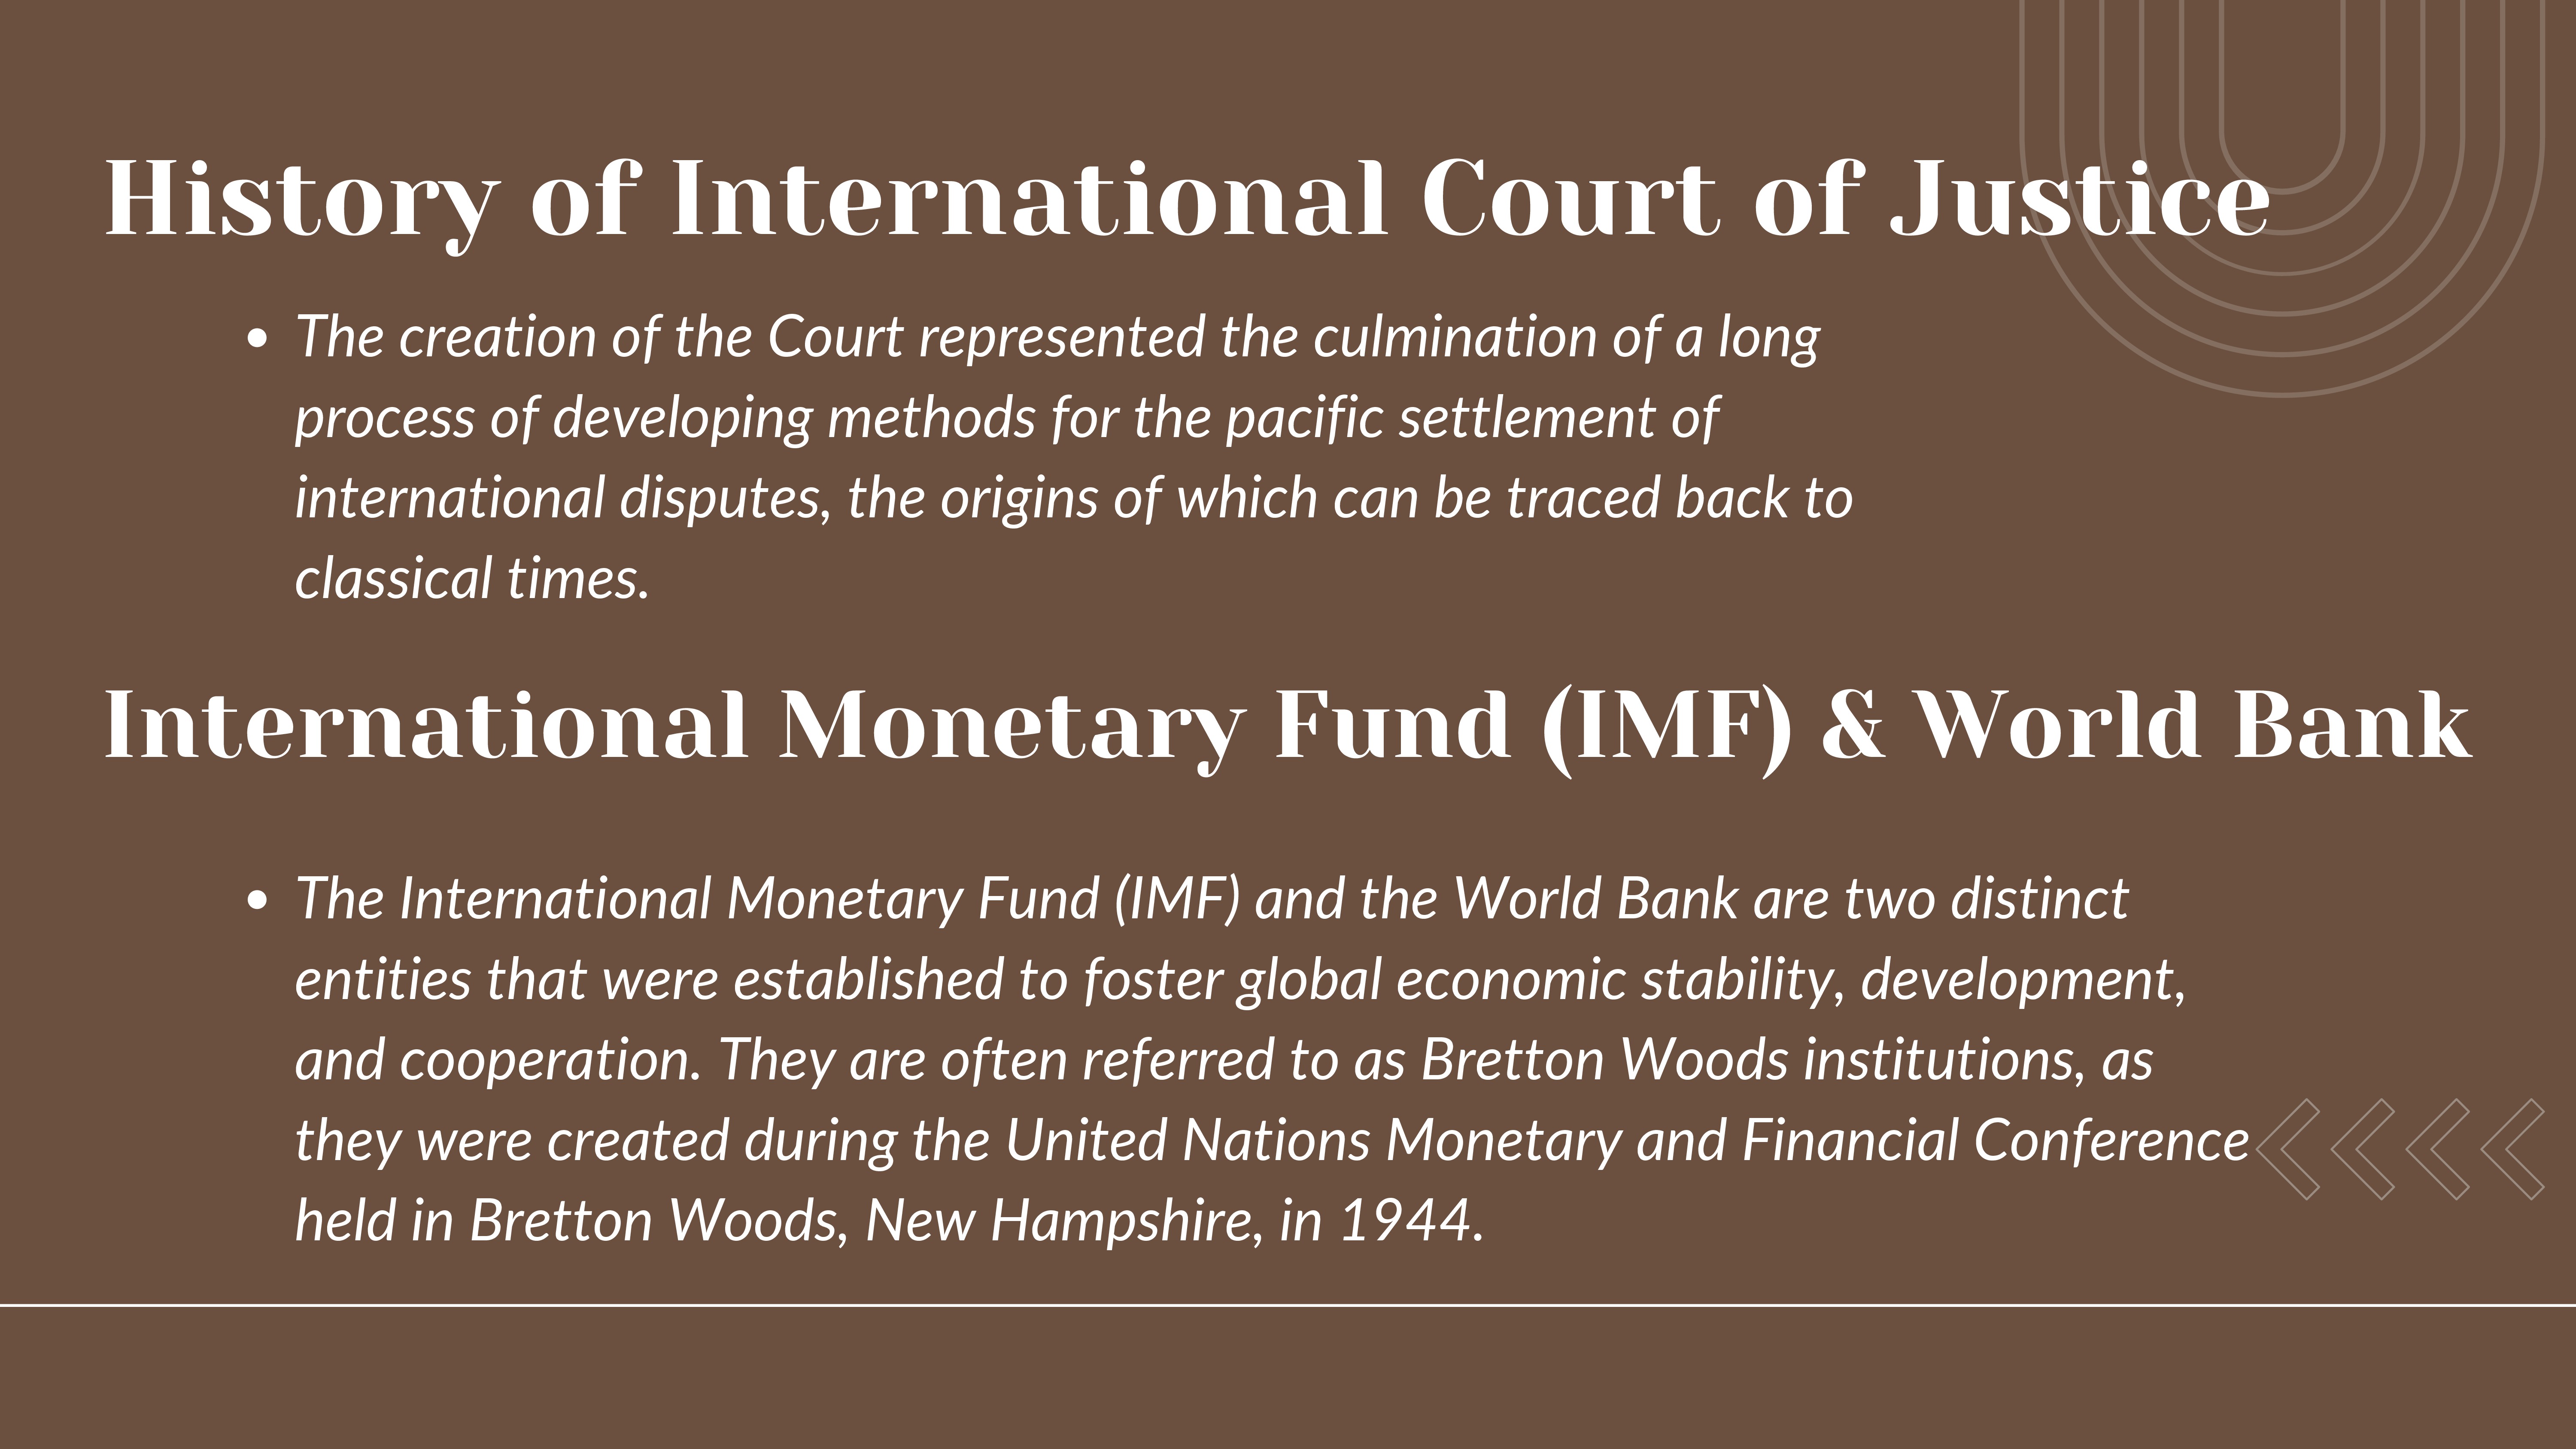 History of International Court of Justice
• The creation of the Court represented the culmination of a long
process of developing methods for the pacific settlement of
international disputes, the origins of which can be traced back to
classical times.
International Monetary Fund (IMF) & World Bank
• The International Monetary Fund (IMF) and the World Bank are two distinct
entities that were established to foster global economic stability, development,
and cooperation. They are often referred to as Bretton Woods institutions, as
they were created during the United Nations Monetary and Financial Conference
held in Bretton Woods, New Hampshire, in 1944.